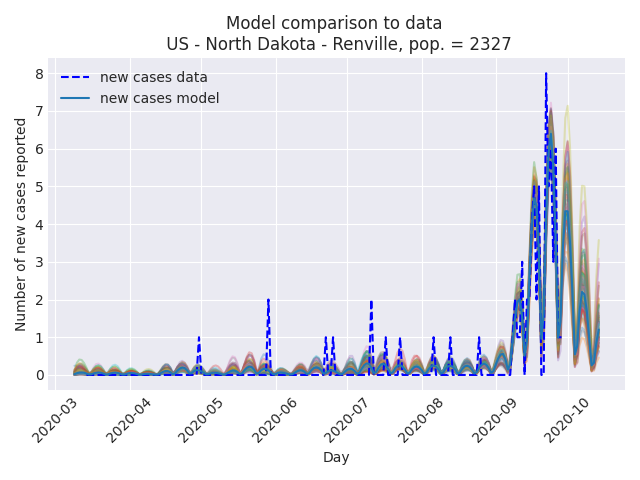 Model comparison to data
US - North Dakota - Renville, pop. = 2327
new cases data
new cases model
Number of new cases reported
8
7
6
5
4
3
2
1
0
2020-03
2020-04
2020-05
2020-06
2020-07
2020-08
2020-09
2020-10
Day